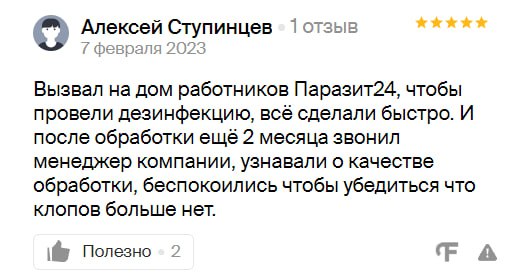 Алексей Ступинцев • 1 отзыв
7 февраля 2023
Вызвал на дом работников Паразит24, чтобы
провели дезинфекцию, всё сделали быстро. И
после обработки ещё 2 месяца звонил
менеджер компании, узнавали о качестве
обработки, беспокоились чтобы убедиться что
клопов больше нет.
Полезно • 2